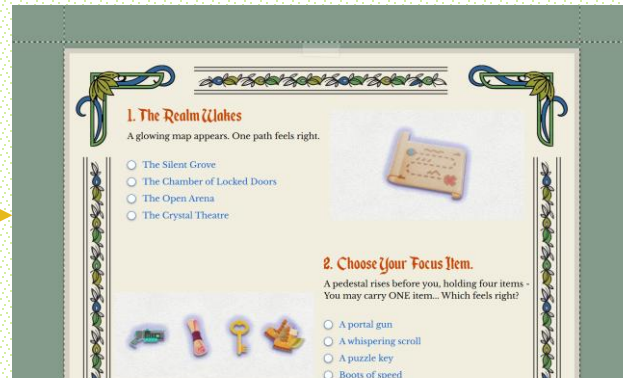 1. The Realm Wakes
A glowing map appears. One path feels right.
The Silent Grove
The Chamber of Locked Doors
The Open Arena
The Crystal Theatre
2. Choose Your Focus Item.
A pedestal rises before you, holding four items -
You may carry ONE item... Which feels right?
A portal gun
A whispering scroll
A puzzle key
Boots of speed